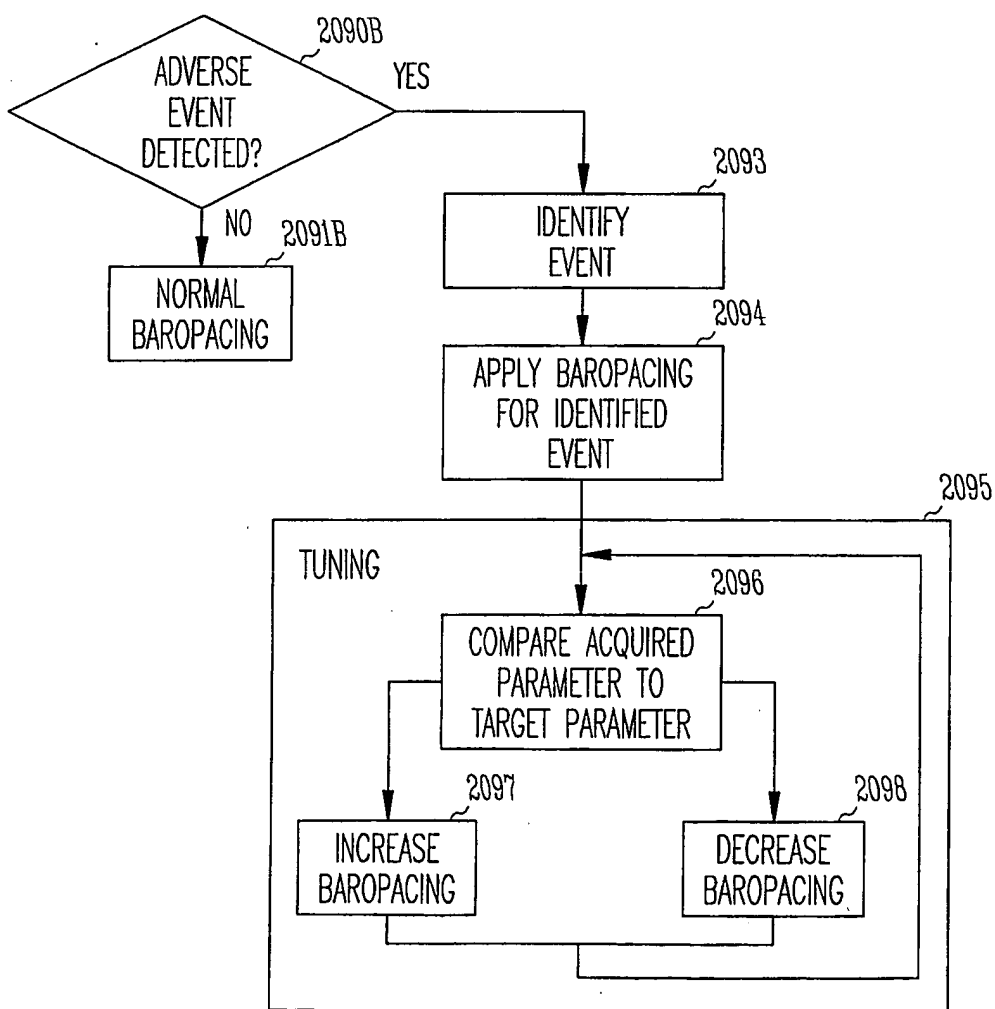 2090B
ADVERSE
EVENT
DETECTED?
YES
NO
2091B
NORMAL
BAROPACING
2093
IDENTIFY
EVENT
2094
APPLY BAROPACING
FOR IDENTIFIED
EVENT
2095
TUNING
2096
COMPARE ACQUIRED
PARAMETER TO
TARGET PARAMETER
2097
INCREASE
BAROPACING
2098
DECREASE
BAROPACING